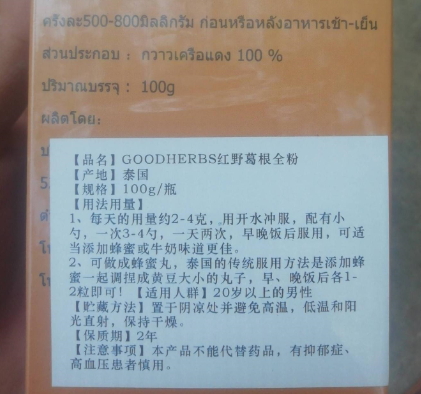 ครั้งละ500-800มิลลิกรัม ก่อนหรือหลังอาหารเช้า-เย็น
ส่วนประกอบ : กวาวเครือแดง 100 %
ปริมาณบรรจุ : 100g
ผลิตโดย:
【品名】GOODHERBS红野葛根全粉
【产地】泰国
【规格】100g/瓶
【用法用量】
1、每天的用量约2-4克，用开水冲服，配有小
勺，一次3-4勺，一天两次，早晚饭后服用，可适
当添加蜂蜜或牛奶味道更佳。
2、可做成蜂蜜丸，泰国的传统服用方法是添加蜂
蜜一起调捏成黄豆大小的丸子，早、晚饭后各1-
2粒即可！【适用人群】20岁以上的男性
【贮藏方法】置于阴凉处并避免高温，低温和阳
光直射，保持干燥。
【保质期】2年
【注意事项】本产品不能代替药品，有抑郁症、
高血压患者慎用。